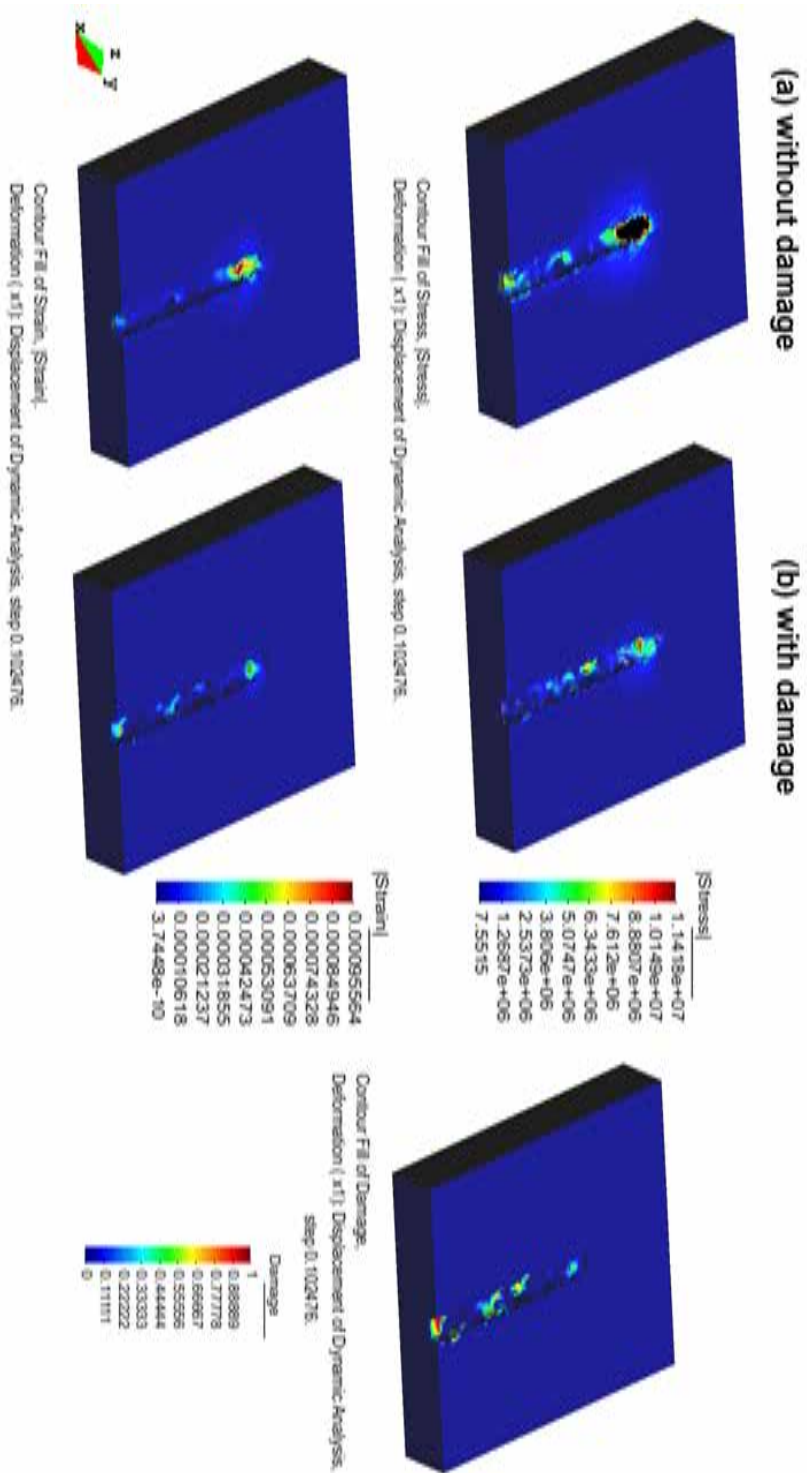 (a) without damage
(b) with damage
Contour Fill of Stress, |Stress|.
Deformation ( x1): Displacement of Dynamic Analysis, step 0.102476.
|Stress|
1.1418e+07
1.0149e+07
8.8807e+06
7.612e+06
6.3433e+06
5.0747e+06
3.806e+06
2.5373e+06
1.2687e+06
7.5515
x
z
y
Contour Fill of Strain, |Strain|.
Deformation ( x1): Displacement of Dynamic Analysis, step 0.102476.
|Strain|
0.00095564
0.00084946
0.00074328
0.00063709
0.00053091
0.00042473
0.00031855
0.00021237
0.00010618
3.7448e-10
Contour Fill of Damage,
Deformation ( x1): Displacement of Dynamic Analysis,
step 0.102476.
Damage
1
0.88889
0.77778
0.66667
0.55556
0.44444
0.33333
0.22222
0.11111
0